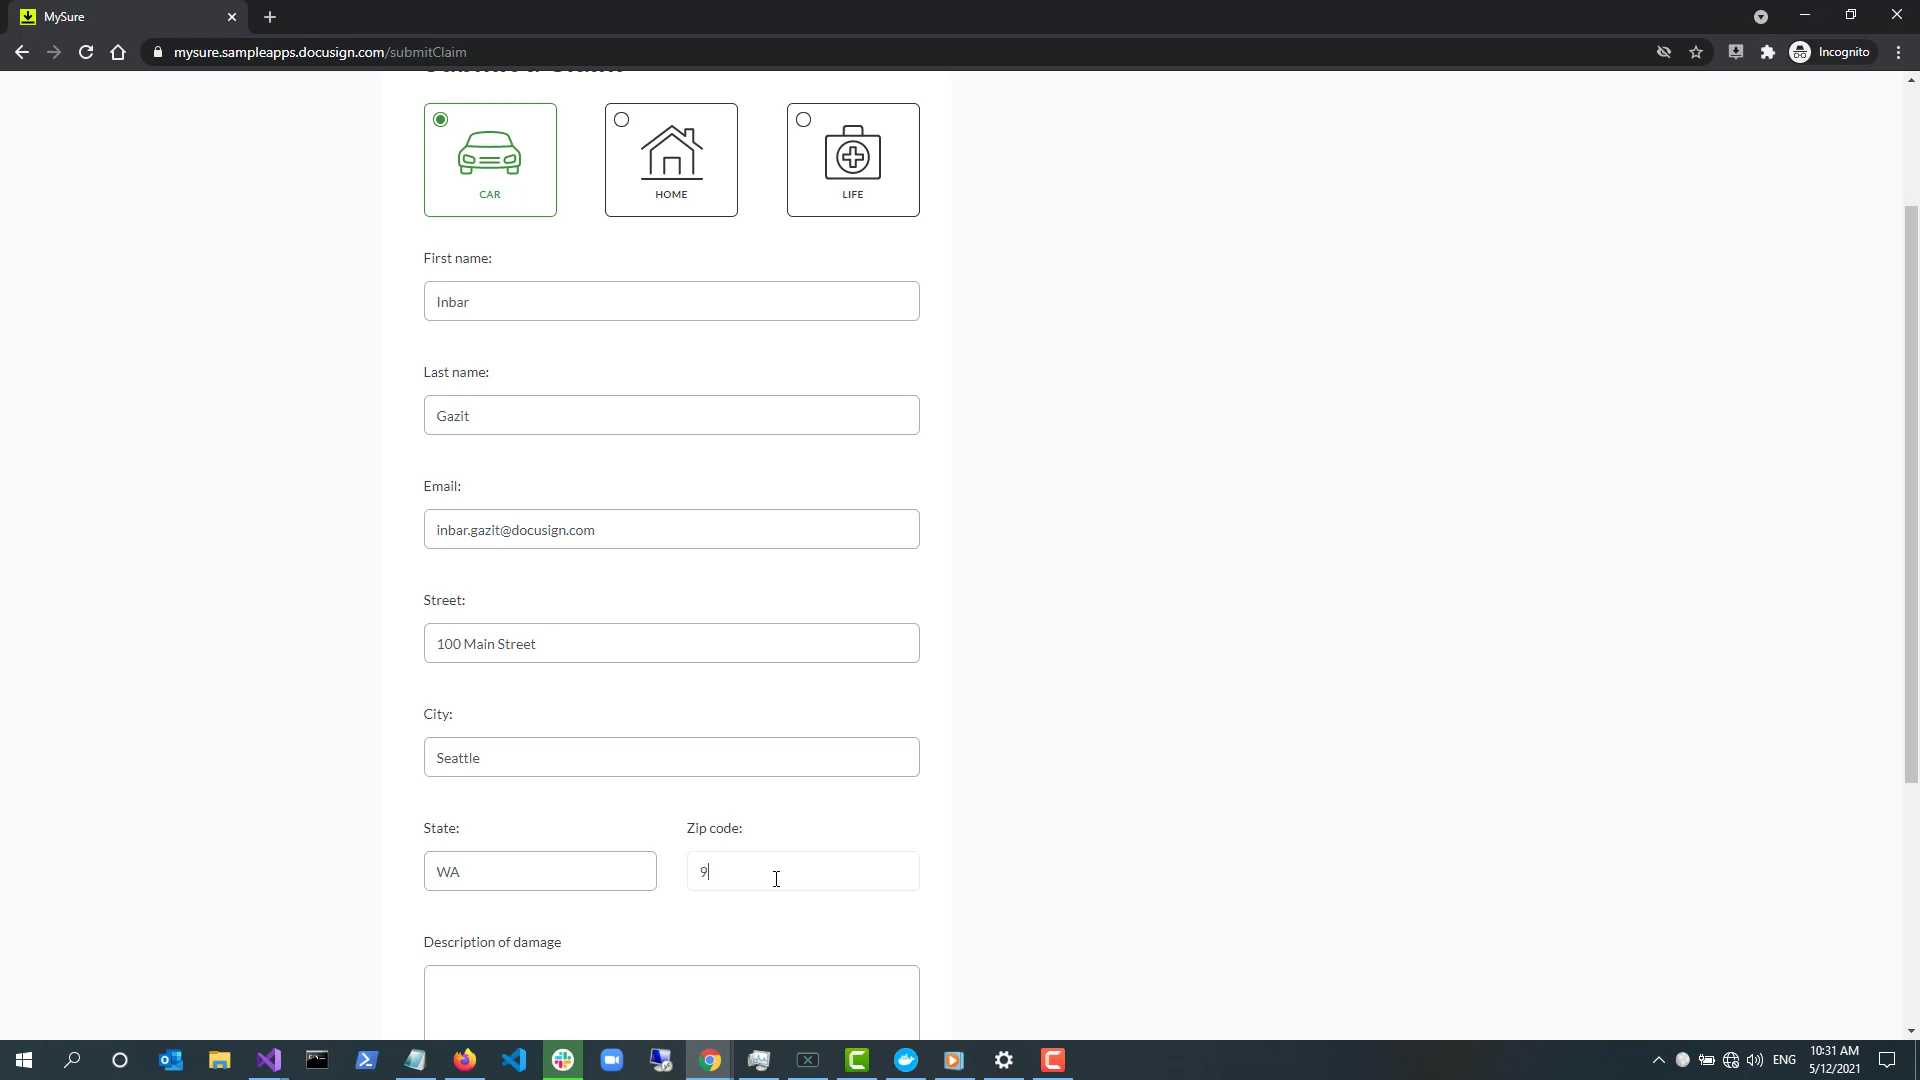 MySure
mysure.sampleapps.docusign.com/submitClaim
Incognito
Submit a Claim
CAR
HOME
LIFE
First name:
Inbar
Last name:
Gazit
Email:
inbar.gazit@docusign.com
Street:
100 Main Street
City:
Seattle
State:
Zip code:
WA
9
Description of damage
ENG
10:31 AM
5/12/2021